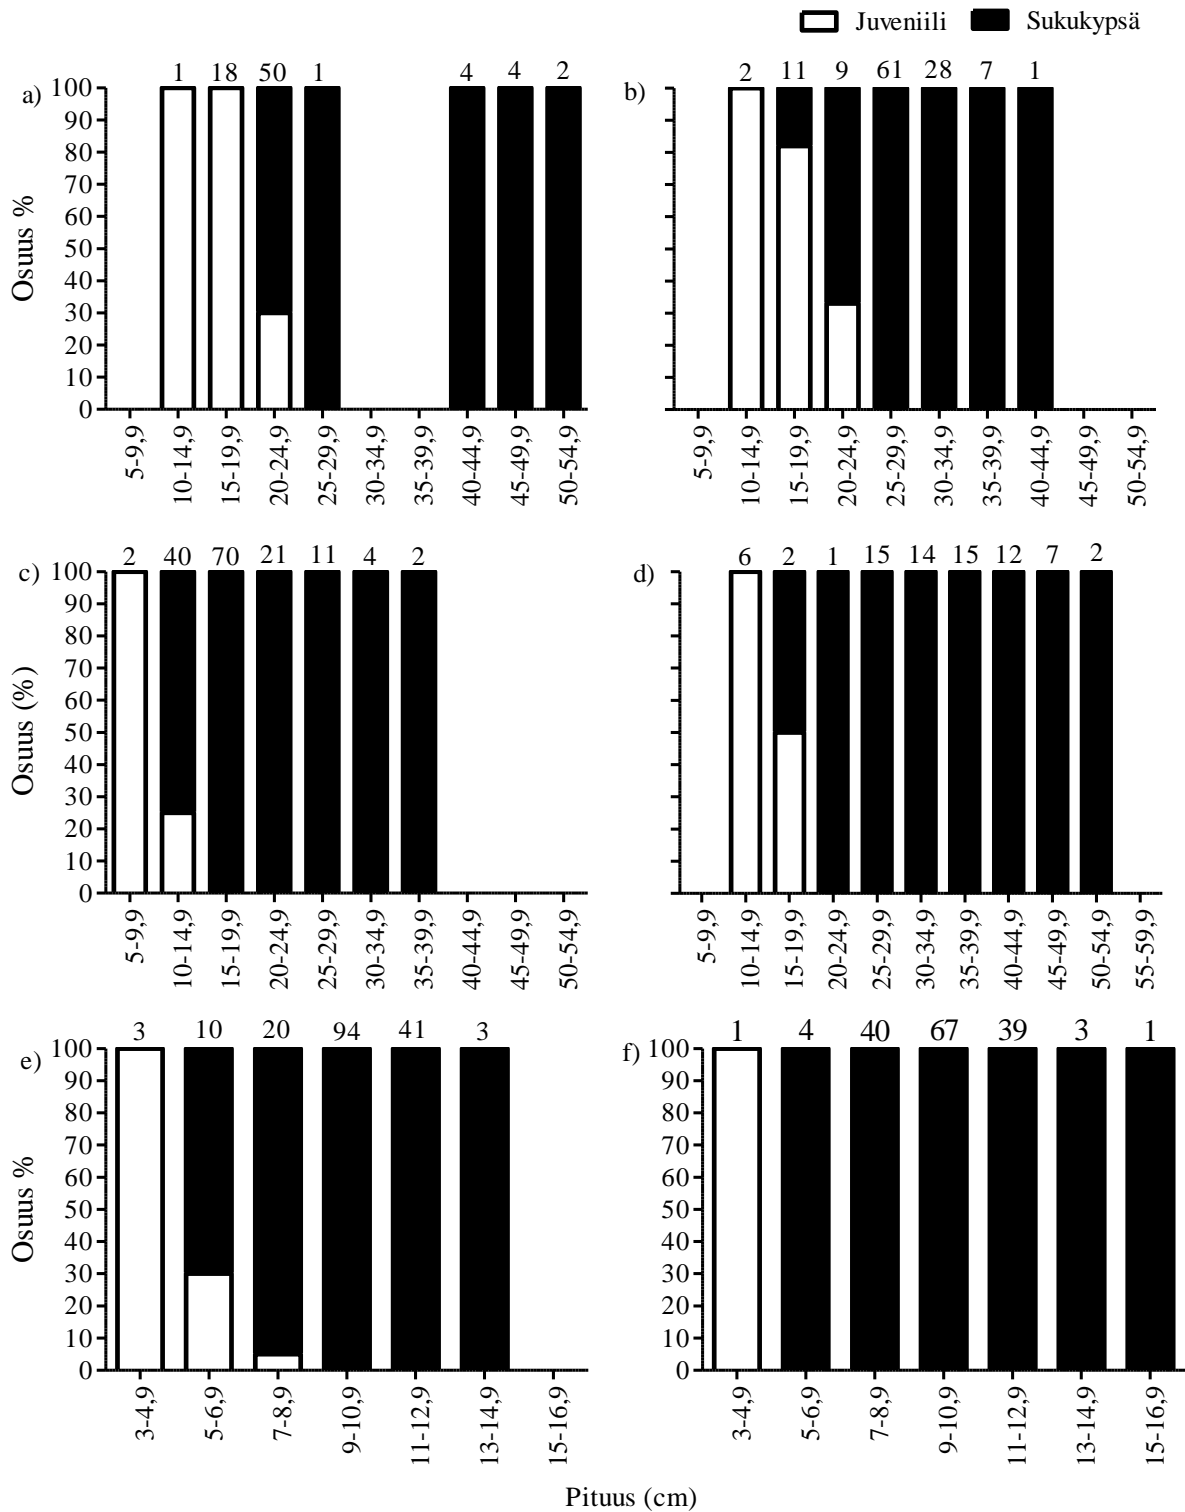 Juveniili Sukukypsä
a)
1 18 50 1 4 4 2
100
90
80
70
60
50
40
30
20
10
0
Osuus %
5-9,9 10-14,9 15-19,9 20-24,9 25-29,9 30-34,9 35-39,9 40-44,9 45-49,9 50-54,9
b)
2 11 9 61 28 7 1
5-9,9 10-14,9 15-19,9 20-24,9 25-29,9 30-34,9 35-39,9 40-44,9 45-49,9 50-54,9
c)
2 40 70 21 11 4 2
100
90
80
70
60
50
40
30
20
10
0
Osuus (%)
5-9,9 10-14,9 15-19,9 20-24,9 25-29,9 30-34,9 35-39,9 40-44,9 45-49,9 50-54,9
d)
6 2 1 15 14 15 12 7 2
5-9,9 10-14,9 15-19,9 20-24,9 25-29,9 30-34,9 35-39,9 40-44,9 45-49,9 50-54,9 55-59,9
e)
3 10 20 94 41 3
100
90
80
70
60
50
40
30
20
10
0
Osuus %
3-4,9 5-6,9 7-8,9 9-10,9 11-12,9 13-14,9 15-16,9
f)
1 4 40 67 39 3 1
100
90
80
70
60
50
40
30
20
10
0
3-4,9 5-6,9 7-8,9 9-10,9 11-12,9 13-14,9 15-16,9
Pituus (cm)